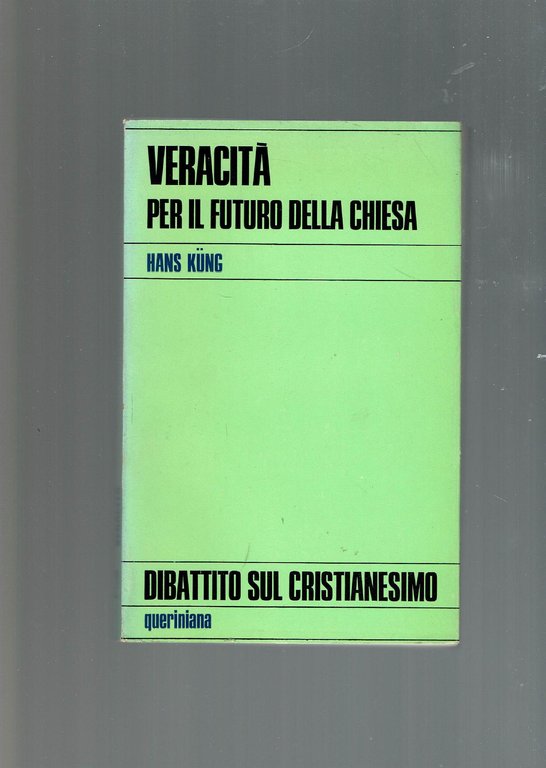 VERACITÀ
PER IL FUTURO DELLA CHIESA
HANS KÜNG
DIBATTITO SUL CRISTIANESIMO
queriniana